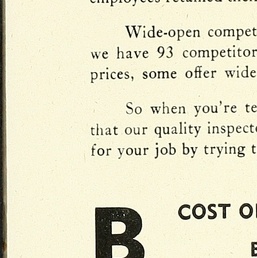 employees retained them
Wide-open compet
we have 93 competitor
prices, some offer wide
So when you're te
that our quality inspect
for your job by trying t
COST O
B
E